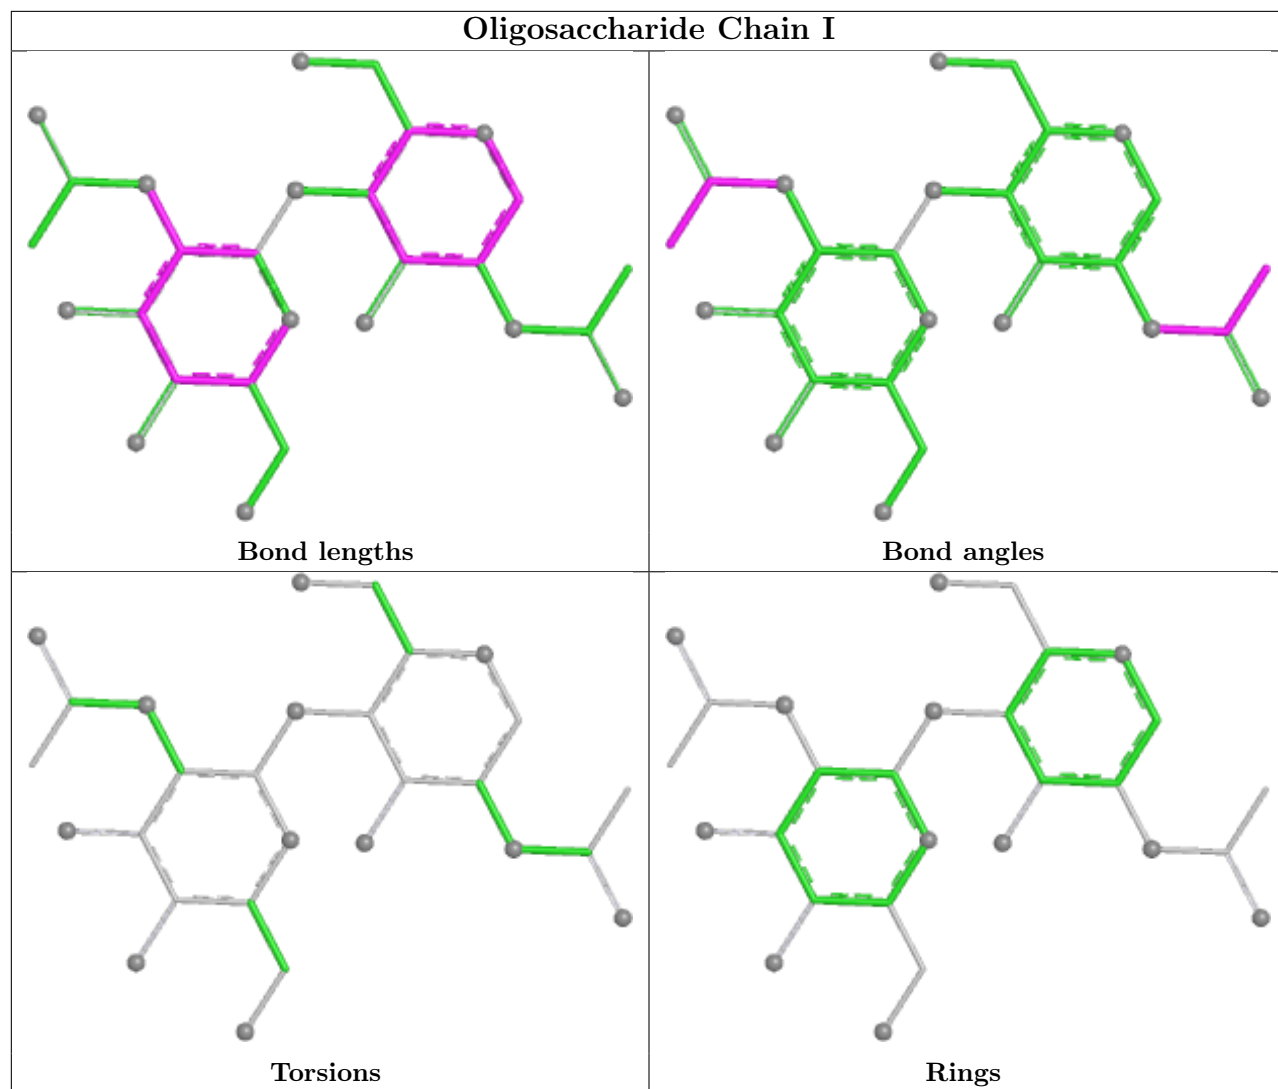 Oligosaccharide Chain I
Bond lengths
Bond angles
Torsions
Rings